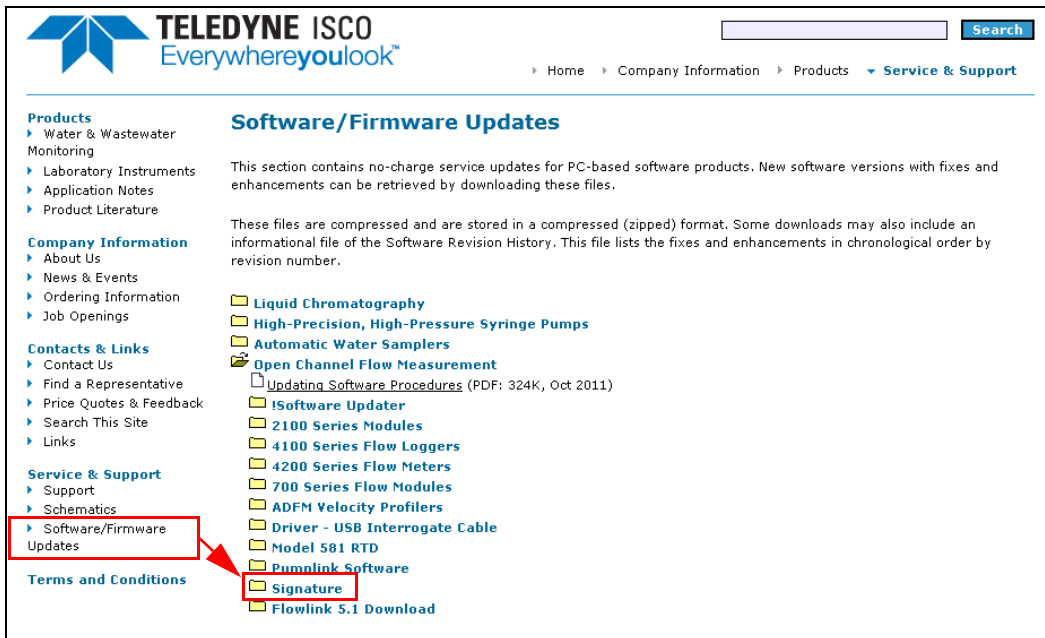 TELEDYNE ISCO
Everywhereyoulook™
Search
Home Company Information Products Service & Support
Products
Water & Wastewater
Monitoring
Laboratory Instruments
Application Notes
Product Literature
Company Information
About Us
News & Events
Ordering Information
Job Openings
Contacts & Links
Contact Us
Find a Representative
Price Quotes & Feedback
Search This Site
Links
Service & Support
Support
Schematics
Software/Firmware
Updates
Terms and Conditions
Software/Firmware Updates
This section contains no-charge service updates for PC-based software products. New software versions with fixes and
enhancements can be retrieved by downloading these files.
These files are compressed and are stored in a compressed (zipped) format. Some downloads may also include an
informational file of the Software Revision History. This file lists the fixes and enhancements in chronological order by
revision number.
Liquid Chromatography
High-Precision, High-Pressure Syringe Pumps
Automatic Water Samplers
Open Channel Flow Measurement
Updating Software Procedures (PDF: 324K, Oct 2011)
!Software Updater
2100 Series Modules
4100 Series Flow Loggers
4200 Series Flow Meters
700 Series Flow Modules
ADFM Velocity Profilers
Driver - USB Interrogate Cable
Model 581 RTD
Pumplink Software
Signature
Flowlink 5.1 Download